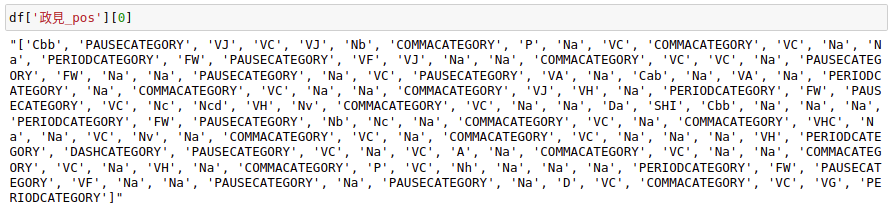 df['政見_pos'][0]
"['Cbb', 'PAUSECATEGORY', 'VJ', 'VC', 'VJ', 'Nb', 'COMMACATEGORY', 'P', 'Na', 'VC', 'COMMACATEGORY', 'VC', 'Na', 'N
a', 'PERIODCATEGORY', 'FW', 'PAUSECATEGORY', 'VF', 'VJ', 'Na', 'Na', 'COMMACATEGORY', 'VC', 'VC', 'Na', 'PAUSECATEG
ORY', 'FW', 'Na', 'Na', 'PAUSECATEGORY', 'Na', 'VC', 'PAUSECATEGORY', 'VA', 'Na', 'Cab', 'Na', 'VA', 'Na', 'PERIODC
ATEGORY', 'Na', 'COMMACATEGORY', 'VC', 'Na', 'Na', 'COMMACATEGORY', 'VJ', 'VH', 'Na', 'PERIODCATEGORY', 'FW', 'PAUS
ECATEGORY', 'VC', 'Nc', 'Ncd', 'VH', 'Nv', 'COMMACATEGORY', 'VC', 'Na', 'Na', 'Da', 'SHI', 'Cbb', 'Na', 'Na', 'Na',
'PERIODCATEGORY', 'FW', 'PAUSECATEGORY', 'Nb', 'Nc', 'Na', 'COMMACATEGORY', 'VC', 'Na', 'COMMACATEGORY', 'VHC', 'N
a', 'Na', 'VC', 'Nv', 'Na', 'COMMACATEGORY', 'VC', 'Na', 'COMMACATEGORY', 'VC', 'Na', 'Na', 'Na', 'VH', 'PERIODCATE
GORY', 'DASHCATEGORY', 'PAUSECATEGORY', 'VC', 'Na', 'VC', 'A', 'Na', 'COMMACATEGORY', 'VC', 'Na', 'Na', 'COMMACATEG
ORY', 'VC', 'Na', 'VH', 'Na', 'COMMACATEGORY', 'P', 'VC', 'Nh', 'Na', 'Na', 'Na', 'PERIODCATEGORY', 'FW', 'PAUSECAT
EGORY', 'VF', 'Na', 'Na', 'PAUSECATEGORY', 'Na', 'PAUSECATEGORY', 'Na', 'D', 'VC', 'COMMACATEGORY', 'VC', 'VG', 'PE
RIODCATEGORY']"